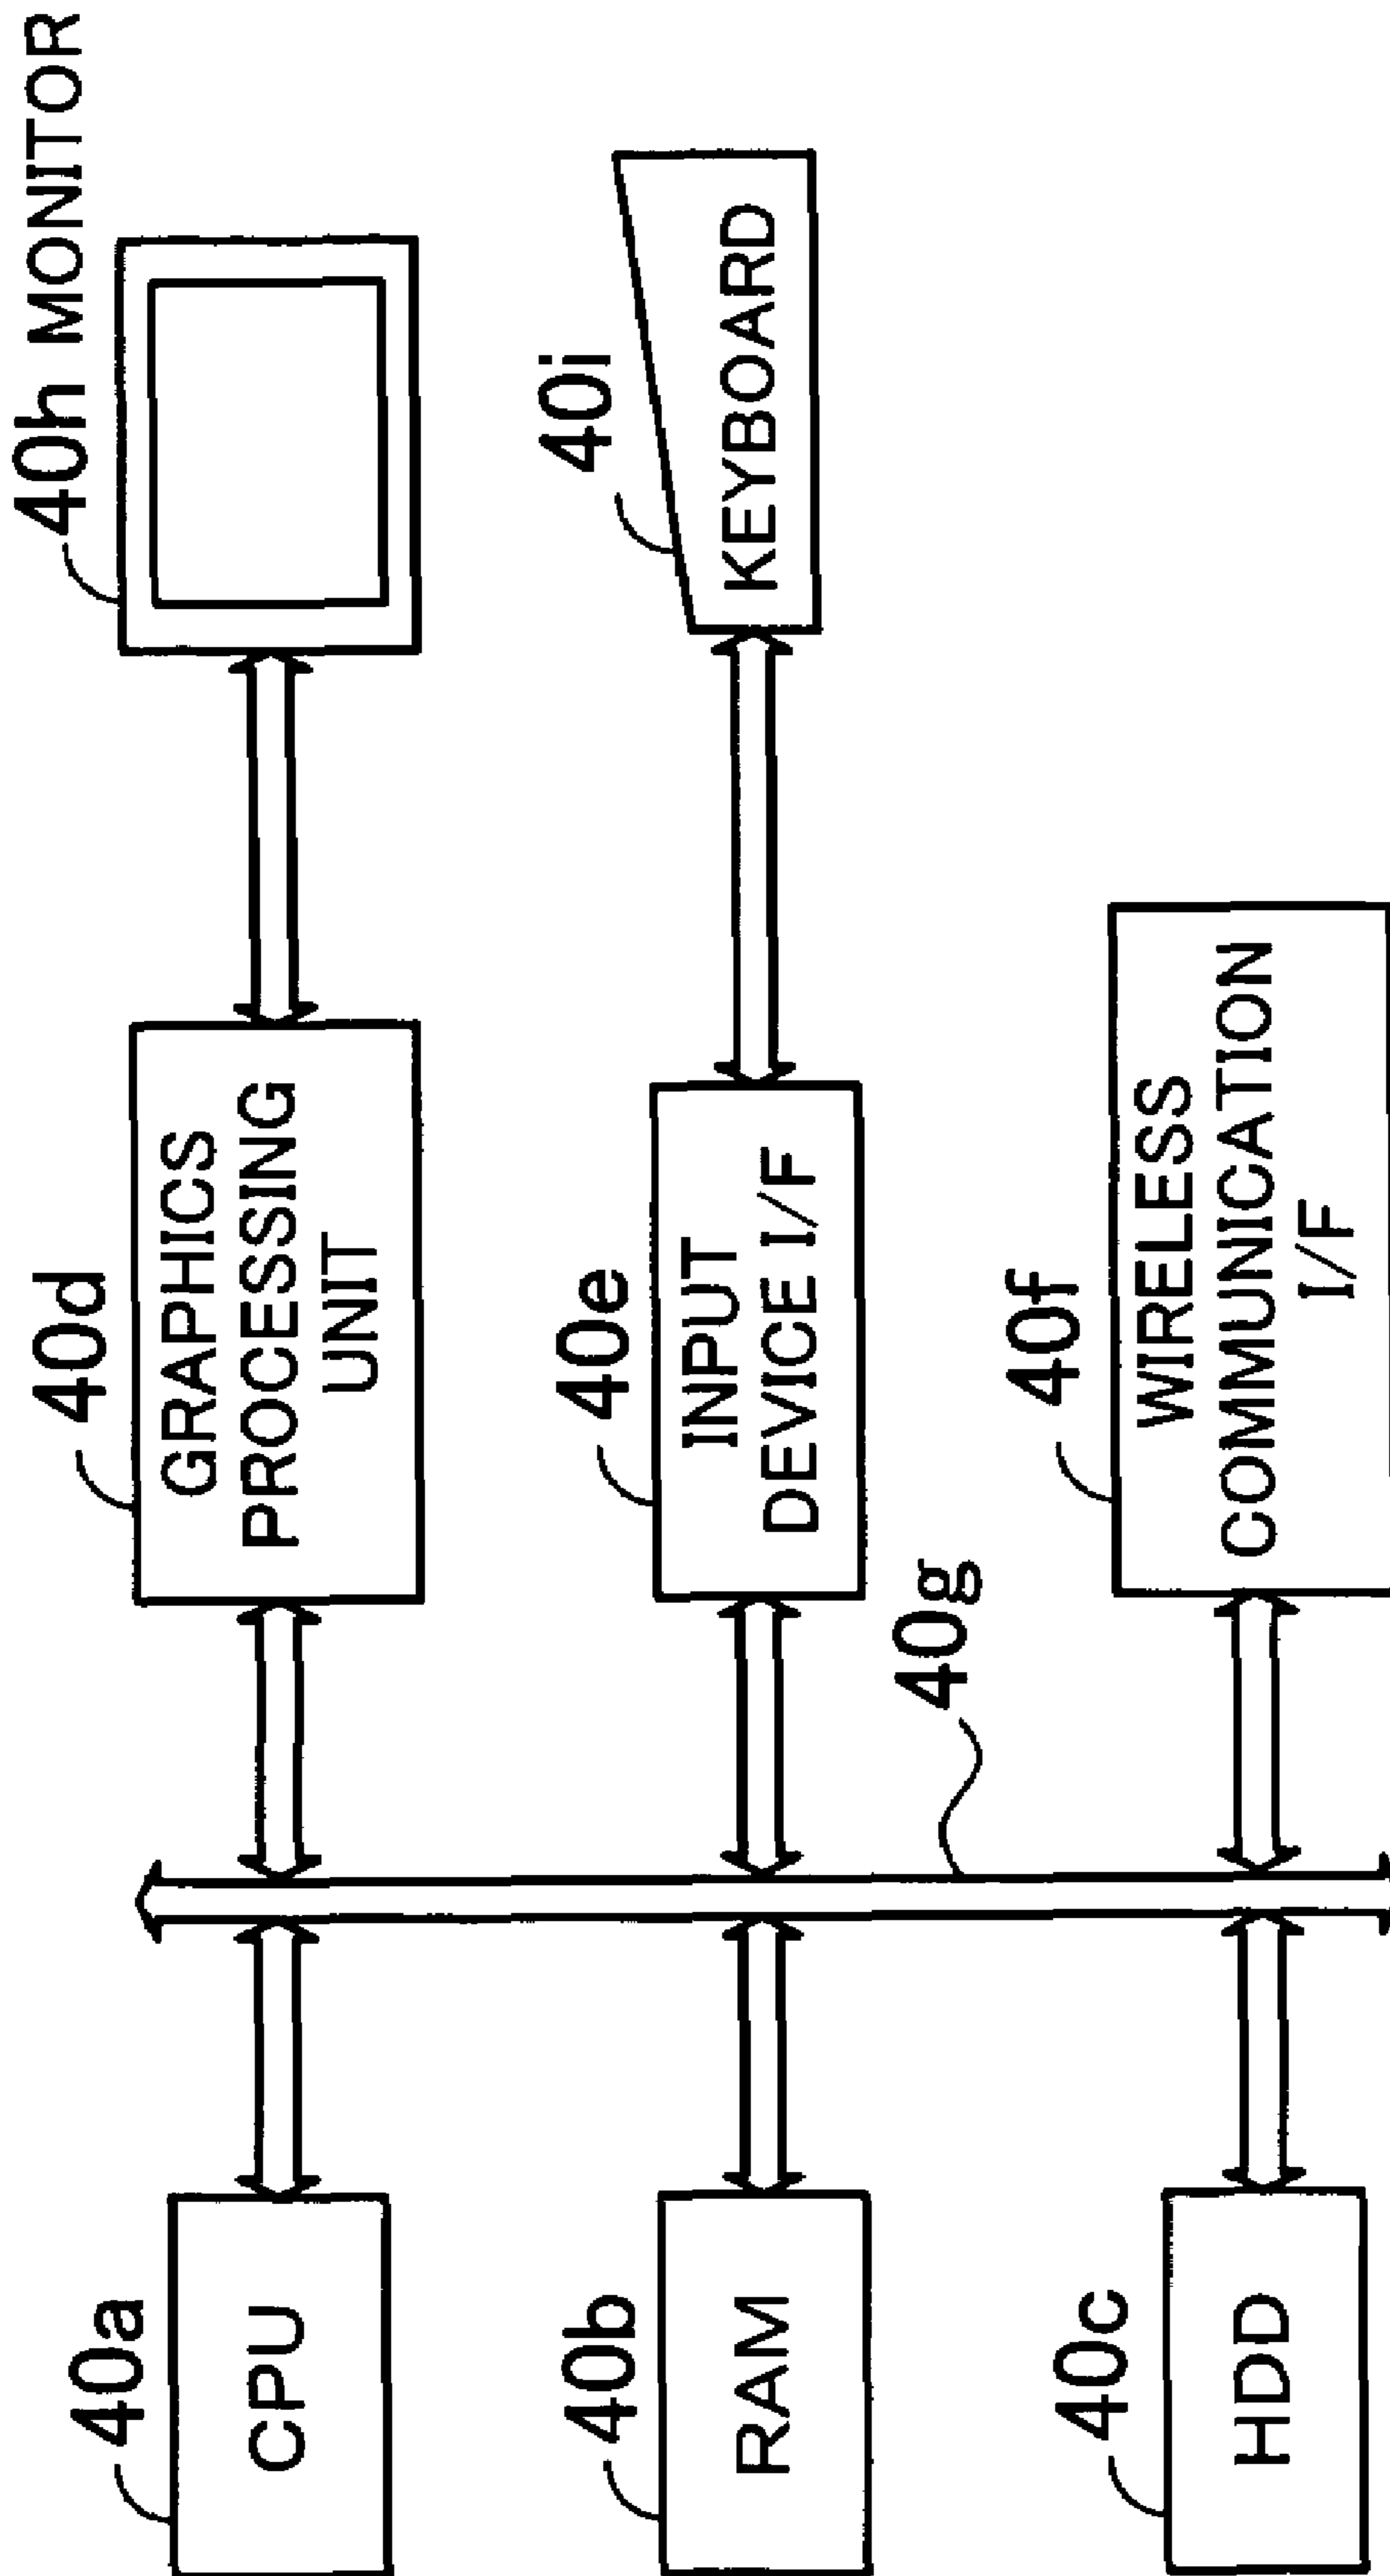 40a
CPU
40d
GRAPHICS
PROCESSING
UNIT
40h MONITOR
40b
RAM
40e
INPUT
DEVICE I/F
40i
KEYBOARD
40g
40c
HDD
40f
WIRELESS
COMMUNICATION
I/F